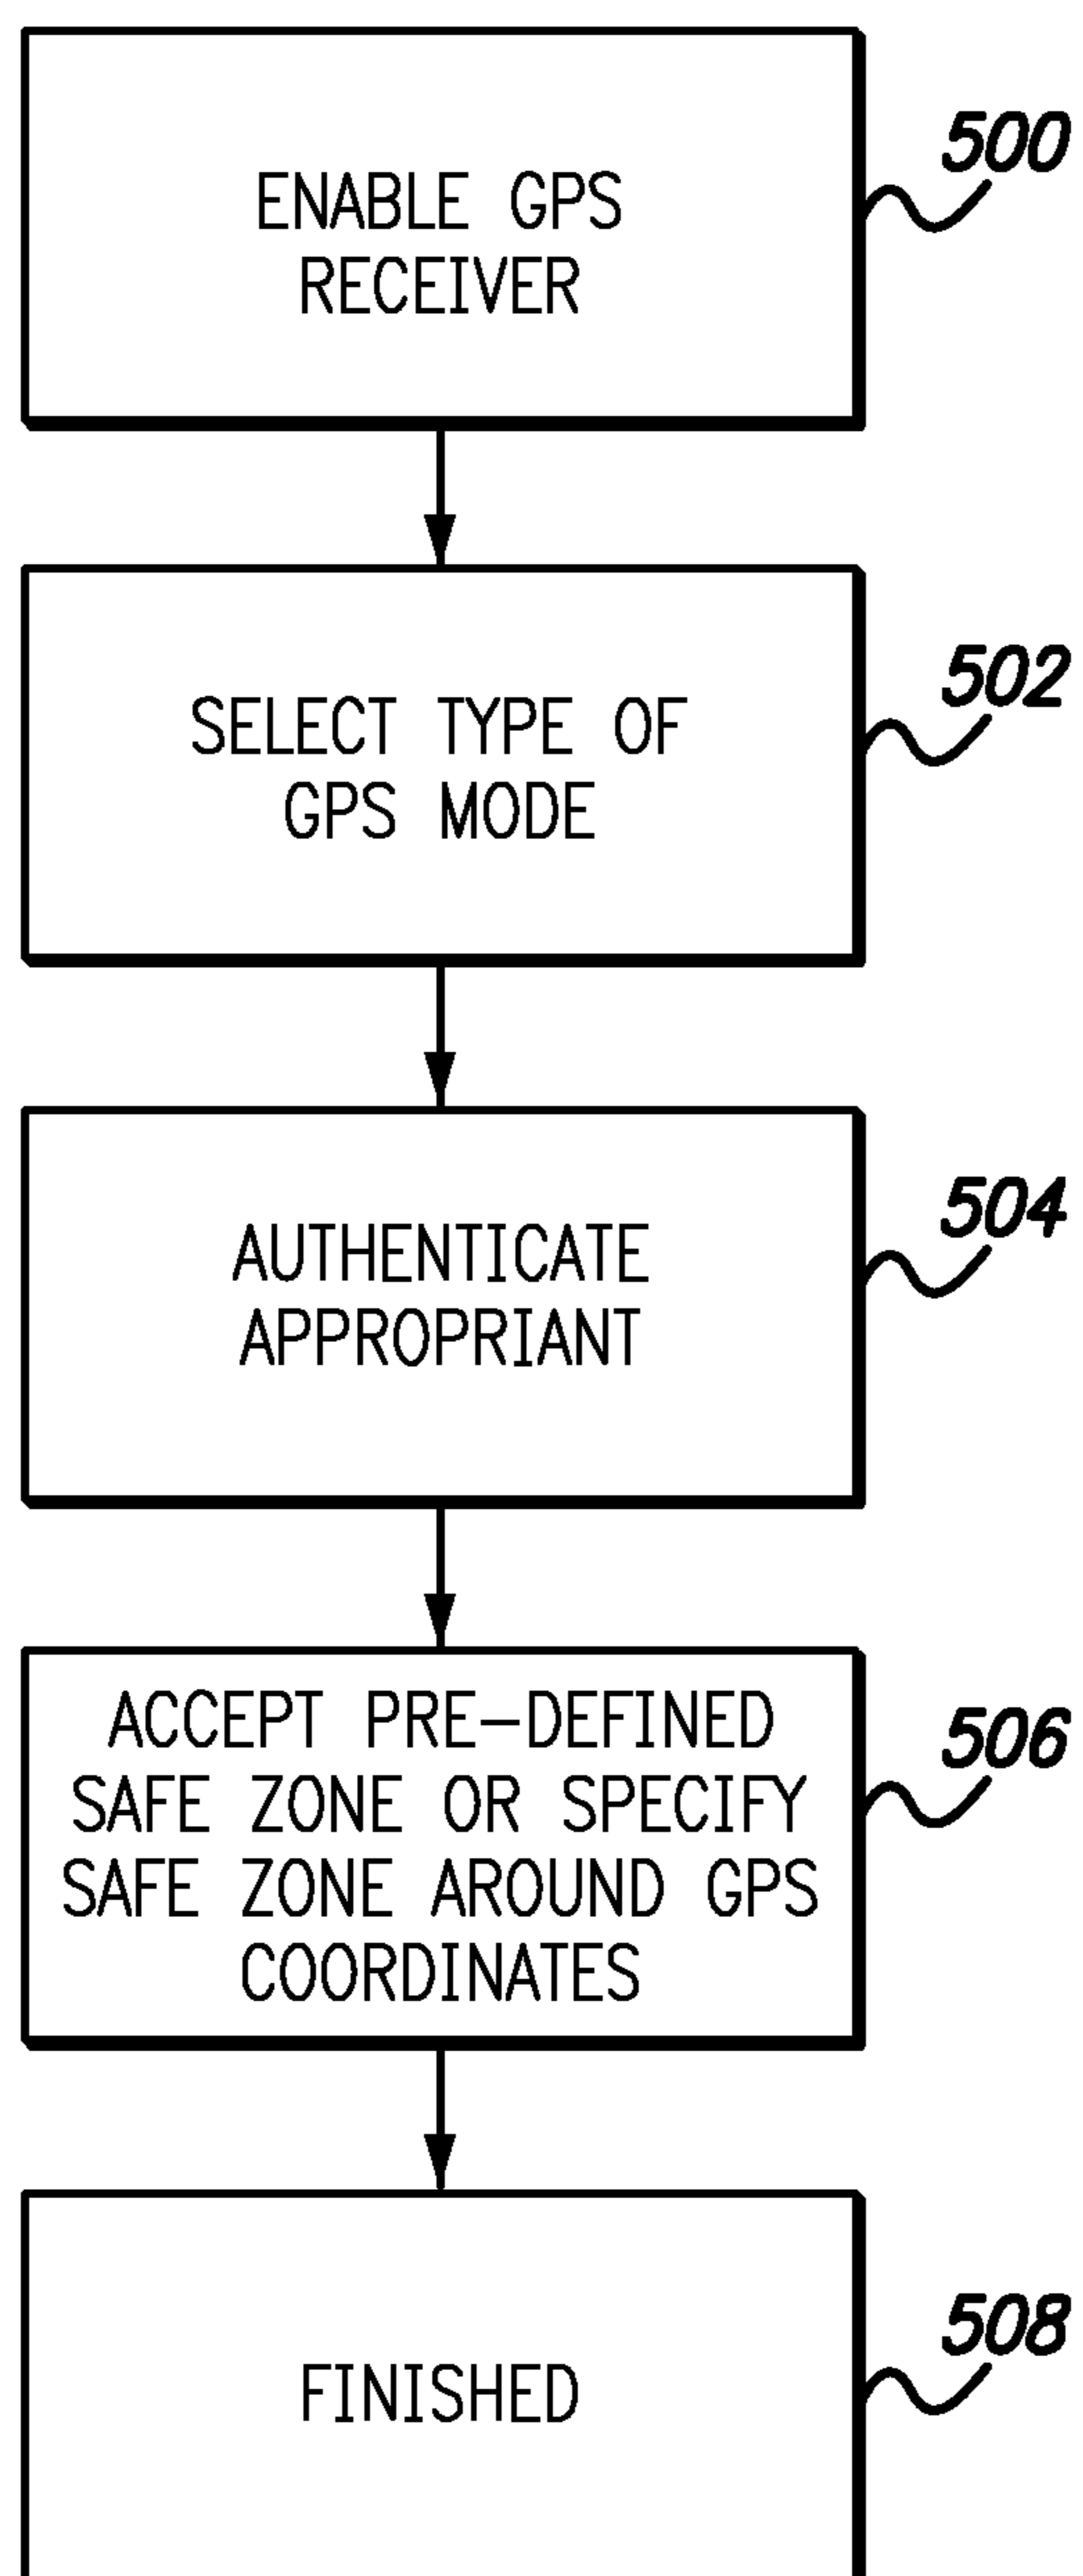 ENABLE GPS
RECEIVER
500
SELECT TYPE OF
GPS MODE
502
AUTHENTICATE
APPROPRIANT
504
ACCEPT PRE-DEFINED
SAFE ZONE OR SPECIFY
SAFE ZONE AROUND GPS
COORDINATES
506
FINISHED
508